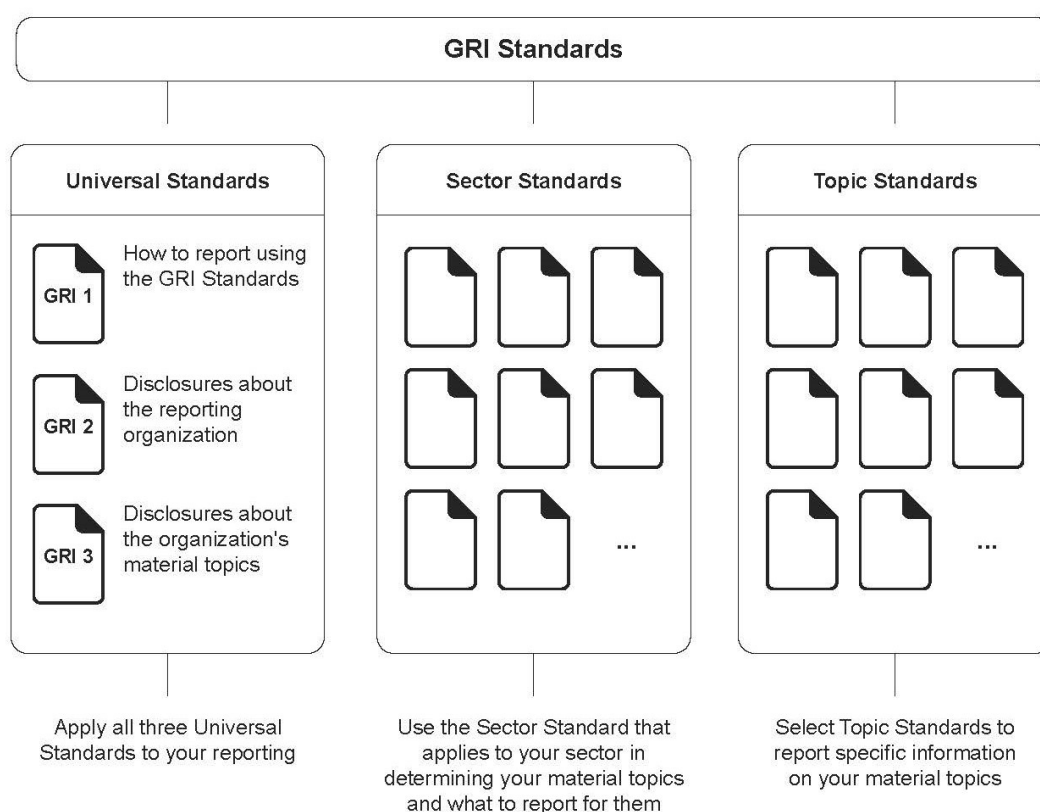 GRI Standards
Universal Standards
GRI 1
How to report using
the GRI Standards
GRI 2
Disclosures about
the reporting
organization
GRI 3
Disclosures about
the organization's
material topics
Apply all three Universal
Standards to your reporting
Sector Standards
...
Use the Sector Standard that
applies to your sector in
determining your material topics
and what to report for them
Topic Standards
...
Select Topic Standards to
report specific information
on your material topics